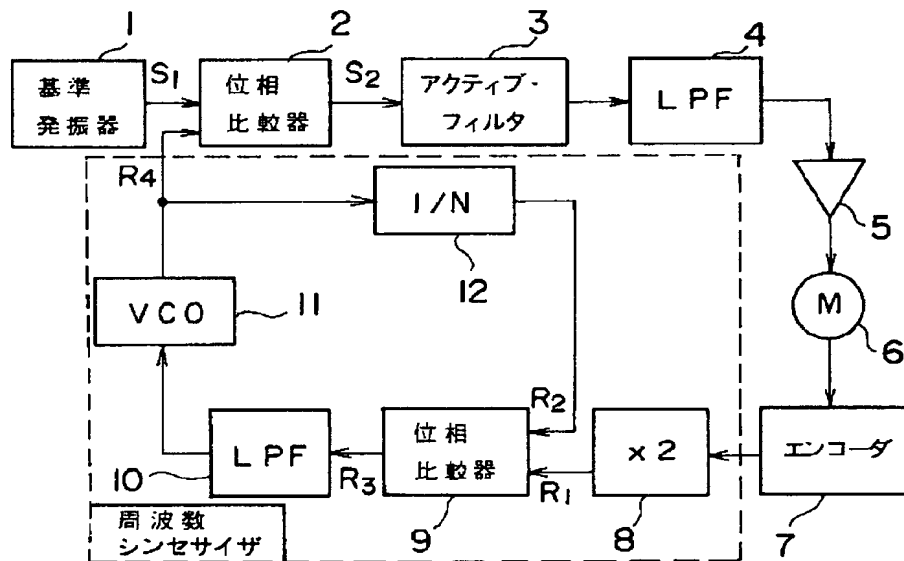 1
2
3
4
基準
発振器
S1
位相
比較器
S2
アクティブ・
フィルタ
LPF
R4
1/N
12
5
VCO
11
M
6
R2
LPF
10
R3
位相
比較器
9
R1
×2
8
エンコーダ
7
周波数
シンセサイザ